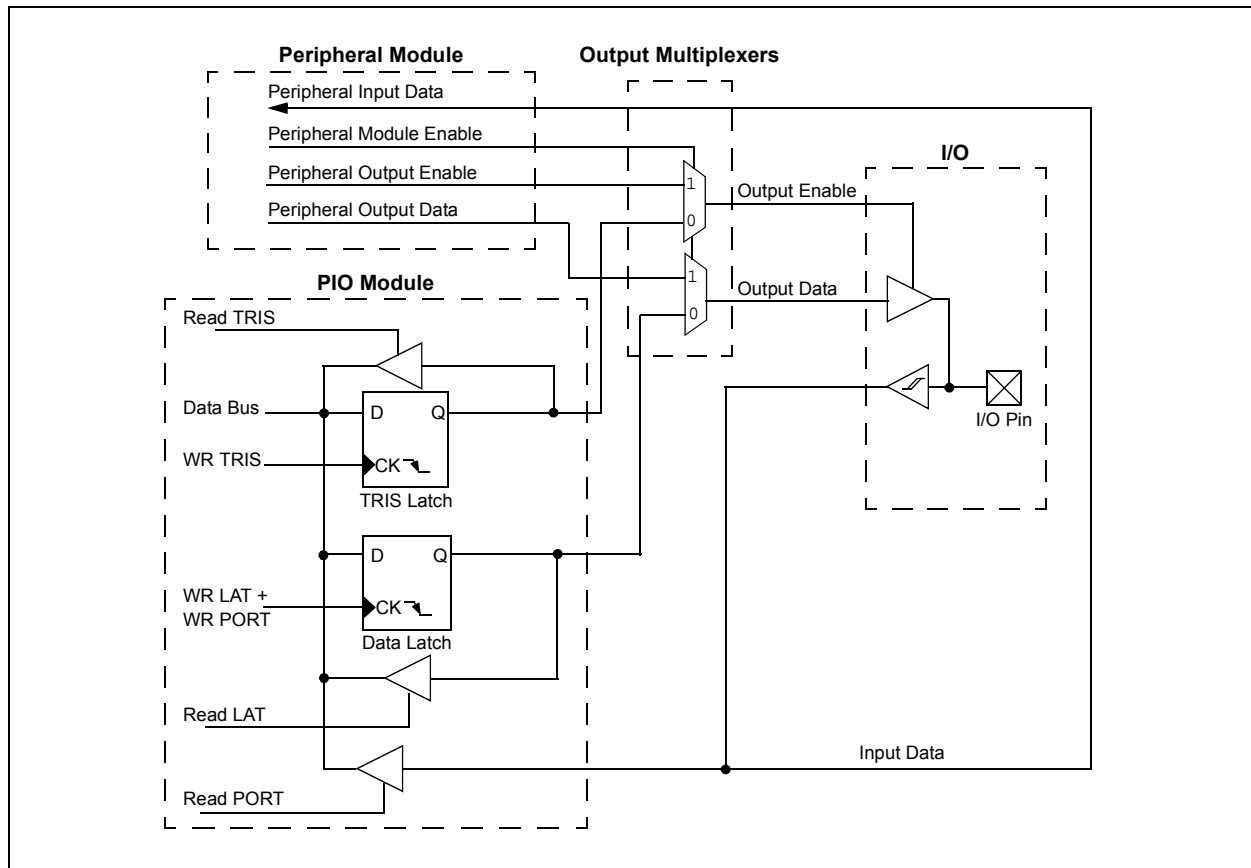 Peripheral Module
Output Multiplexers
Peripheral Input Data
Peripheral Module Enable
Peripheral Output Enable
Peripheral Output Data
1
0
1
0
Output Enable
Output Data
I/O
I/O Pin
PIO Module
Read TRIS
Data Bus
D Q
WR TRIS
CK
TRIS Latch
D Q
WR LAT +
WR PORT
CK
Data Latch
Read LAT
Input Data
Read PORT